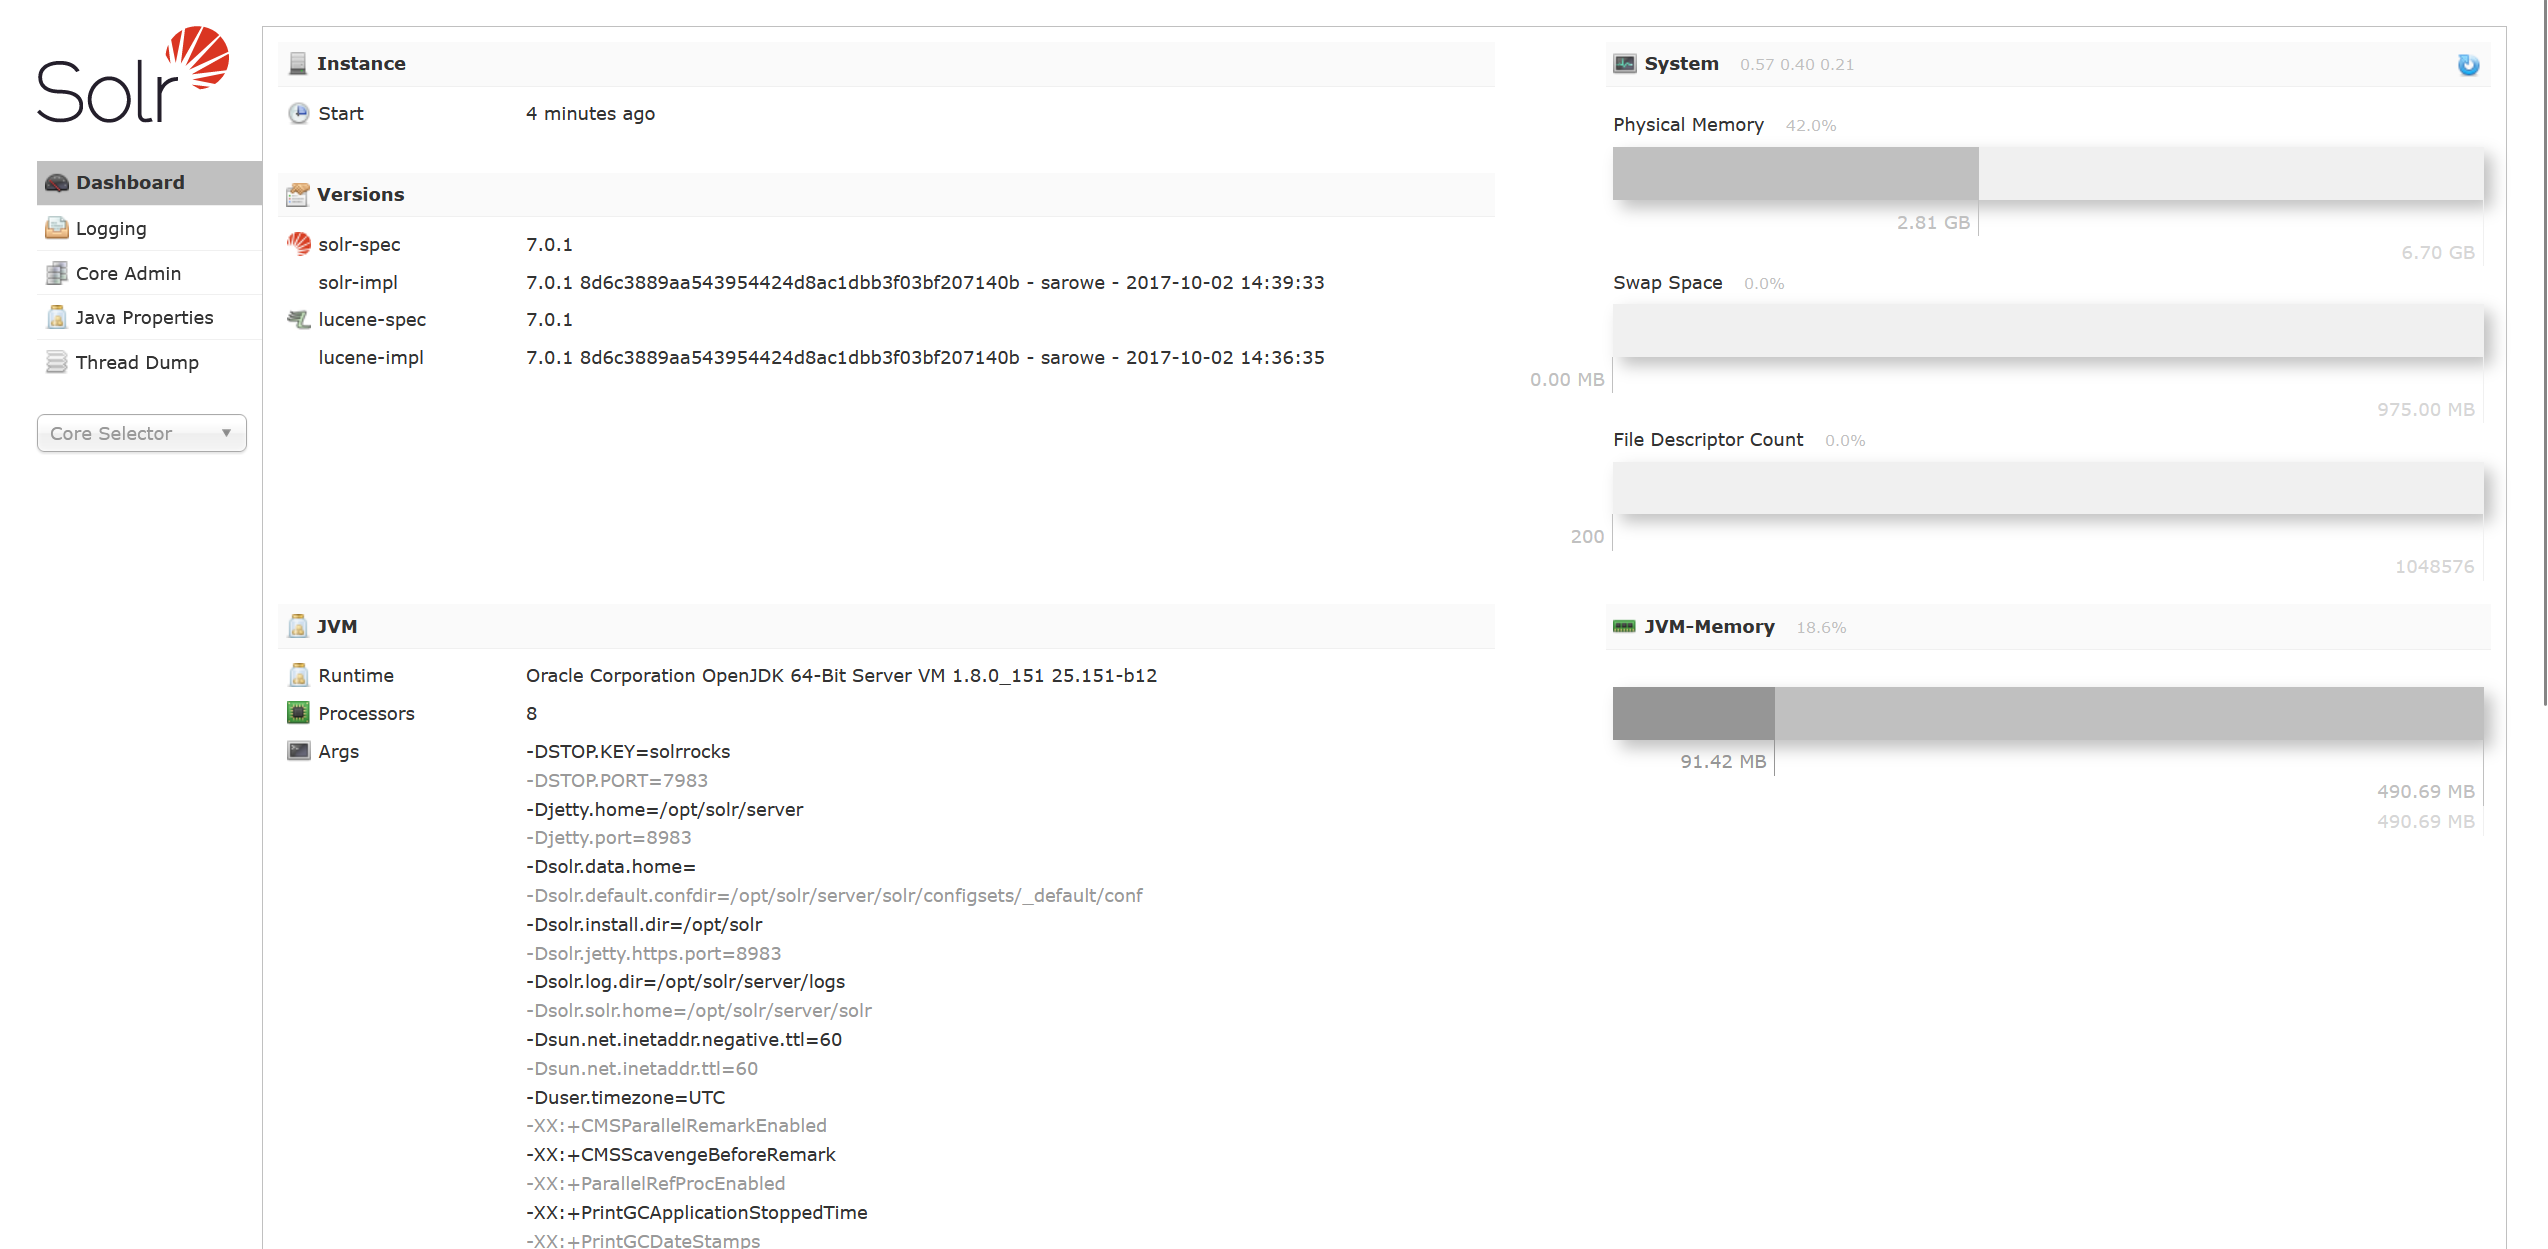 Solr
Dashboard
Logging
Core Admin
Java Properties
Thread Dump
Core Selector
Instance
Start 4 minutes ago
Versions
solr-spec 7.0.1
solr-impl 7.0.1 8d6c3889aa543954424d8ac1dbb3f03bf207140b - sarowe - 2017-10-02 14:39:33
lucene-spec 7.0.1
lucene-impl 7.0.1 8d6c3889aa543954424d8ac1dbb3f03bf207140b - sarowe - 2017-10-02 14:36:35
System 0.57 0.40 0.21
Physical Memory 42.0%
2.81 GB
6.70 GB
Swap Space 0.0%
0.00 MB
975.00 MB
File Descriptor Count 0.0%
200
1048576
JVM
Runtime Oracle Corporation OpenJDK 64-Bit Server VM 1.8.0_151 25.151-b12
Processors 8
Args -DSTOP.KEY=solrrocks
-DSTOP.PORT=7983
-Djetty.home=/opt/solr/server
-Djetty.port=8983
-Dsolr.data.home=
-Dsolr.default.confdir=/opt/solr/server/solr/configsets/_default/conf
-Dsolr.install.dir=/opt/solr
-Dsolr.jetty.https.port=8983
-Dsolr.log.dir=/opt/solr/server/logs
-Dsolr.solr.home=/opt/solr/server/solr
-Dsun.net.inetaddr.negative.ttl=60
-Dsun.net.inetaddr.ttl=60
-Duser.timezone=UTC
-XX:+CMSParallelRemarkEnabled
-XX:+CMSScavengeBeforeRemark
-XX:+ParallelRefProcEnabled
-XX:+PrintGCApplicationStoppedTime
-XX:+PrintGCDateStamps
JVM-Memory 18.6%
91.42 MB
490.69 MB
490.69 MB